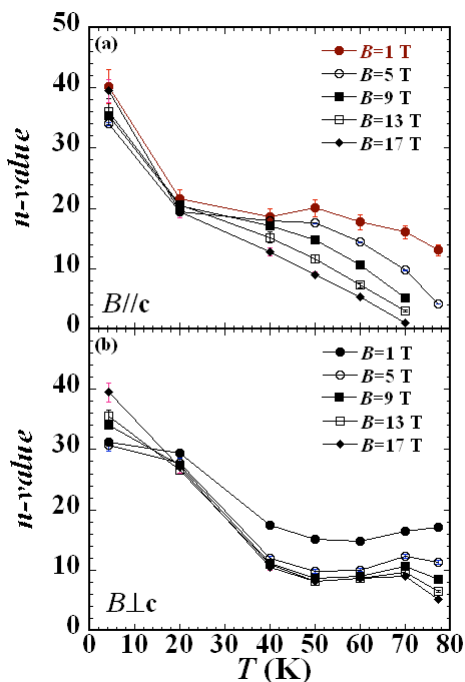 50
(a)
B=1 T
B=5 T
40
B=9 T
B=13 T
30
B=17 T
n-value
20
10
B//c
0
(b)
B=1 T
B=5 T
40
B=9 T
B=13 T
30
B=17 T
n-value
20
10
B⊥c
0
0 10 20 30 40 50 60 70 80
T (K)